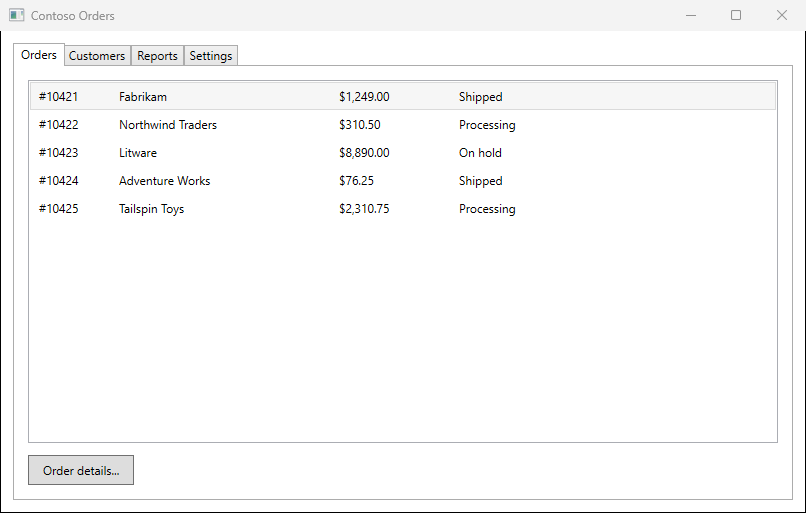 Contoso Orders
Orders Customers Reports Settings
#10421 Fabrikam $1,249.00 Shipped
#10422 Northwind Traders $310.50 Processing
#10423 Litware $8,890.00 On hold
#10424 Adventure Works $76.25 Shipped
#10425 Tailspin Toys $2,310.75 Processing
Order details...